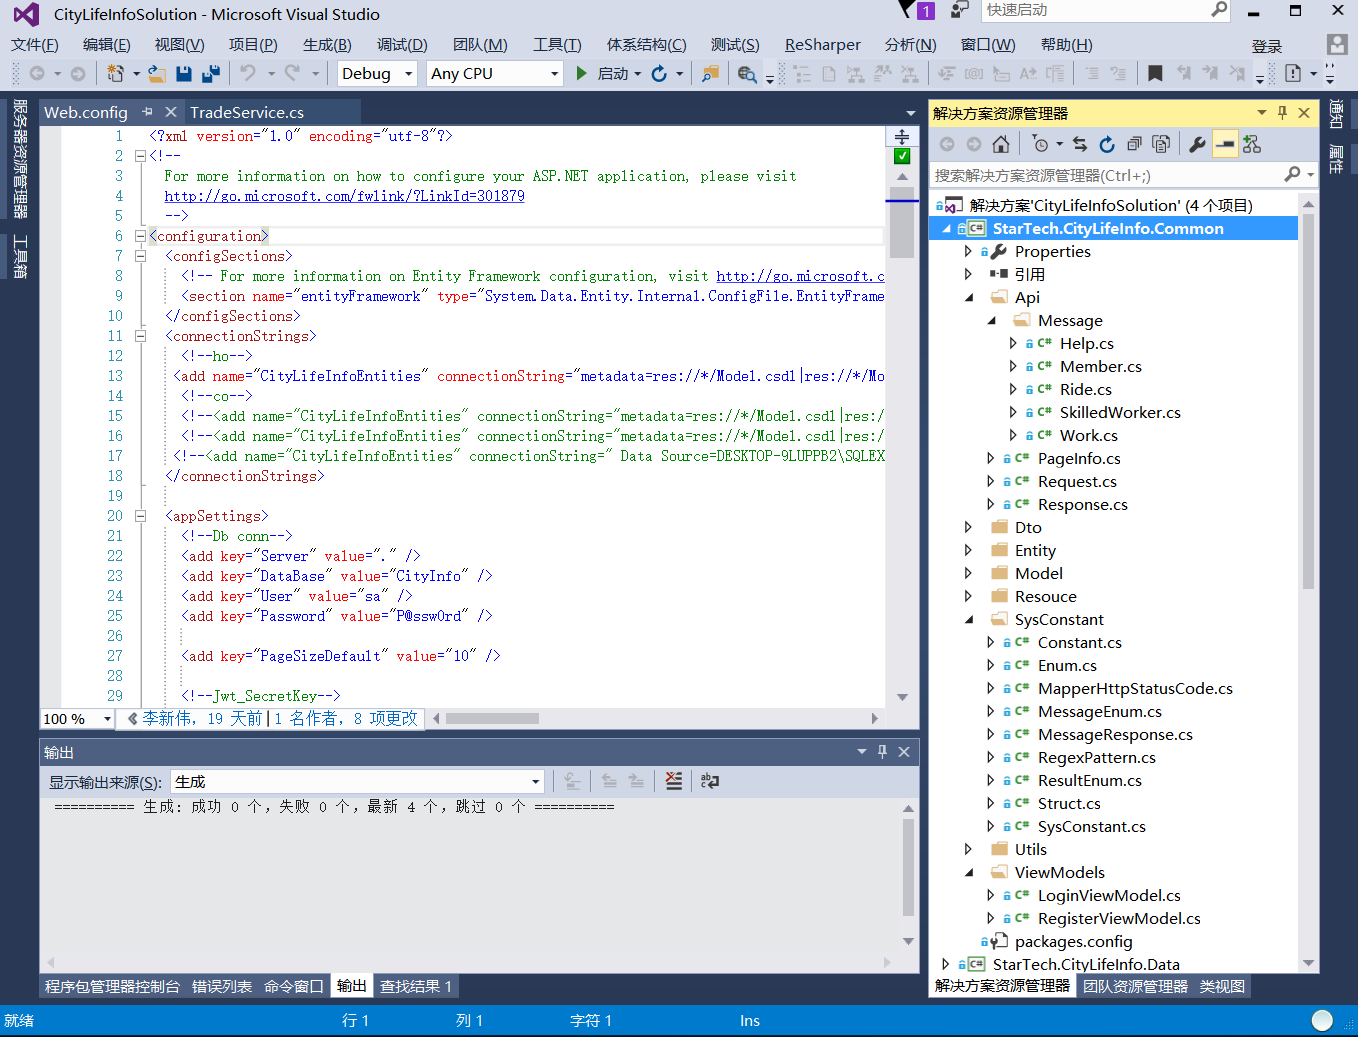 CityLifeInfoSolution - Microsoft Visual Studio
1
快速启动
文件(F) 编辑(E) 视图(V) 项目(P) 生成(B) 调试(D) 团队(M) 工具(T) 体系结构(C) 测试(S) ReSharper 分析(N) 窗口(W) 帮助(H) 登录
Debug Any CPU 启动
服务器资源管理器
工具箱
Web.config TradeService.cs
1 <?xml version="1.0" encoding="utf-8"?>
2 <!--
3 For more information on how to configure your ASP.NET application, please visit
4 http://go.microsoft.com/fwlink/?LinkId=301879
5 -->
6 <configuration>
7 <configSections>
8 <!-- For more information on Entity Framework configuration, visit http://go.microsoft.c
9 <section name="entityFramework" type="System.Data.Entity.Internal.ConfigFile.EntityFrame
10 </configSections>
11 <connectionStrings>
12 <!--ho-->
13 <add name="CityLifeInfoEntities" connectionString="metadata=res://*/Model.csdl|res://*/Mo
14 <!--co-->
15 <!--<add name="CityLifeInfoEntities" connectionString="metadata=res://*/Model.csdl|res:/
16 <!--<add name="CityLifeInfoEntities" connectionString="metadata=res://*/Model.csdl|res:/
17 <!--<add name="CityLifeInfoEntities" connectionString=" Data Source=DESKTOP-9LUPPB2\SQLEX
18 </connectionStrings>
19
20 <appSettings>
21 <!--Db conn-->
22 <add key="Server" value="." />
23 <add key="DataBase" value="CityInfo" />
24 <add key="User" value="sa" />
25 <add key="Password" value="P@ssw0rd" />
26
27 <add key="PageSizeDefault" value="10" />
28
29 <!--Jwt_SecretKey-->
100 % 李新伟，19 天前|1 名作者，8 项更改
输出
显示输出来源(S): 生成
========== 生成: 成功 0 个，失败 0 个，最新 4 个，跳过 0 个 ==========
程序包管理器控制台 错误列表 命令窗口 输出 查找结果 1
解决方案资源管理器
搜索解决方案资源管理器(Ctrl+;)
解决方案'CityLifeInfoSolution' (4 个项目)
StarTech.CityLifeInfo.Common
Properties
引用
Api
Message
C# Help.cs
C# Member.cs
C# Ride.cs
C# SkilledWorker.cs
C# Work.cs
C# PageInfo.cs
C# Request.cs
C# Response.cs
Dto
Entity
Model
Resouce
SysConstant
C# Constant.cs
C# Enum.cs
C# MapperHttpStatusCode.cs
C# MessageEnum.cs
C# MessageResponse.cs
C# RegexPattern.cs
C# ResultEnum.cs
C# Struct.cs
C# SysConstant.cs
Utils
ViewModels
C# LoginViewModel.cs
C# RegisterViewModel.cs
packages.config
StarTech.CityLifeInfo.Data
解决方案资源管理器 团队资源管理器 类视图
通知
属性
就绪 行 1 列 1 字符 1 Ins